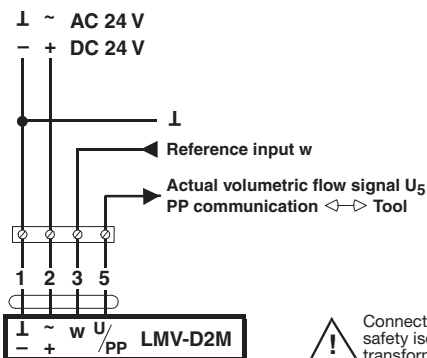 ⊥ ~ AC 24 V
– + DC 24 V
⊥
Reference input w
Actual volumetric flow signal U5
PP communication Tool
1 2 3 5
⊥ ~ w U/PP LMV-D2M
– +
! Connect
safety iso
transform